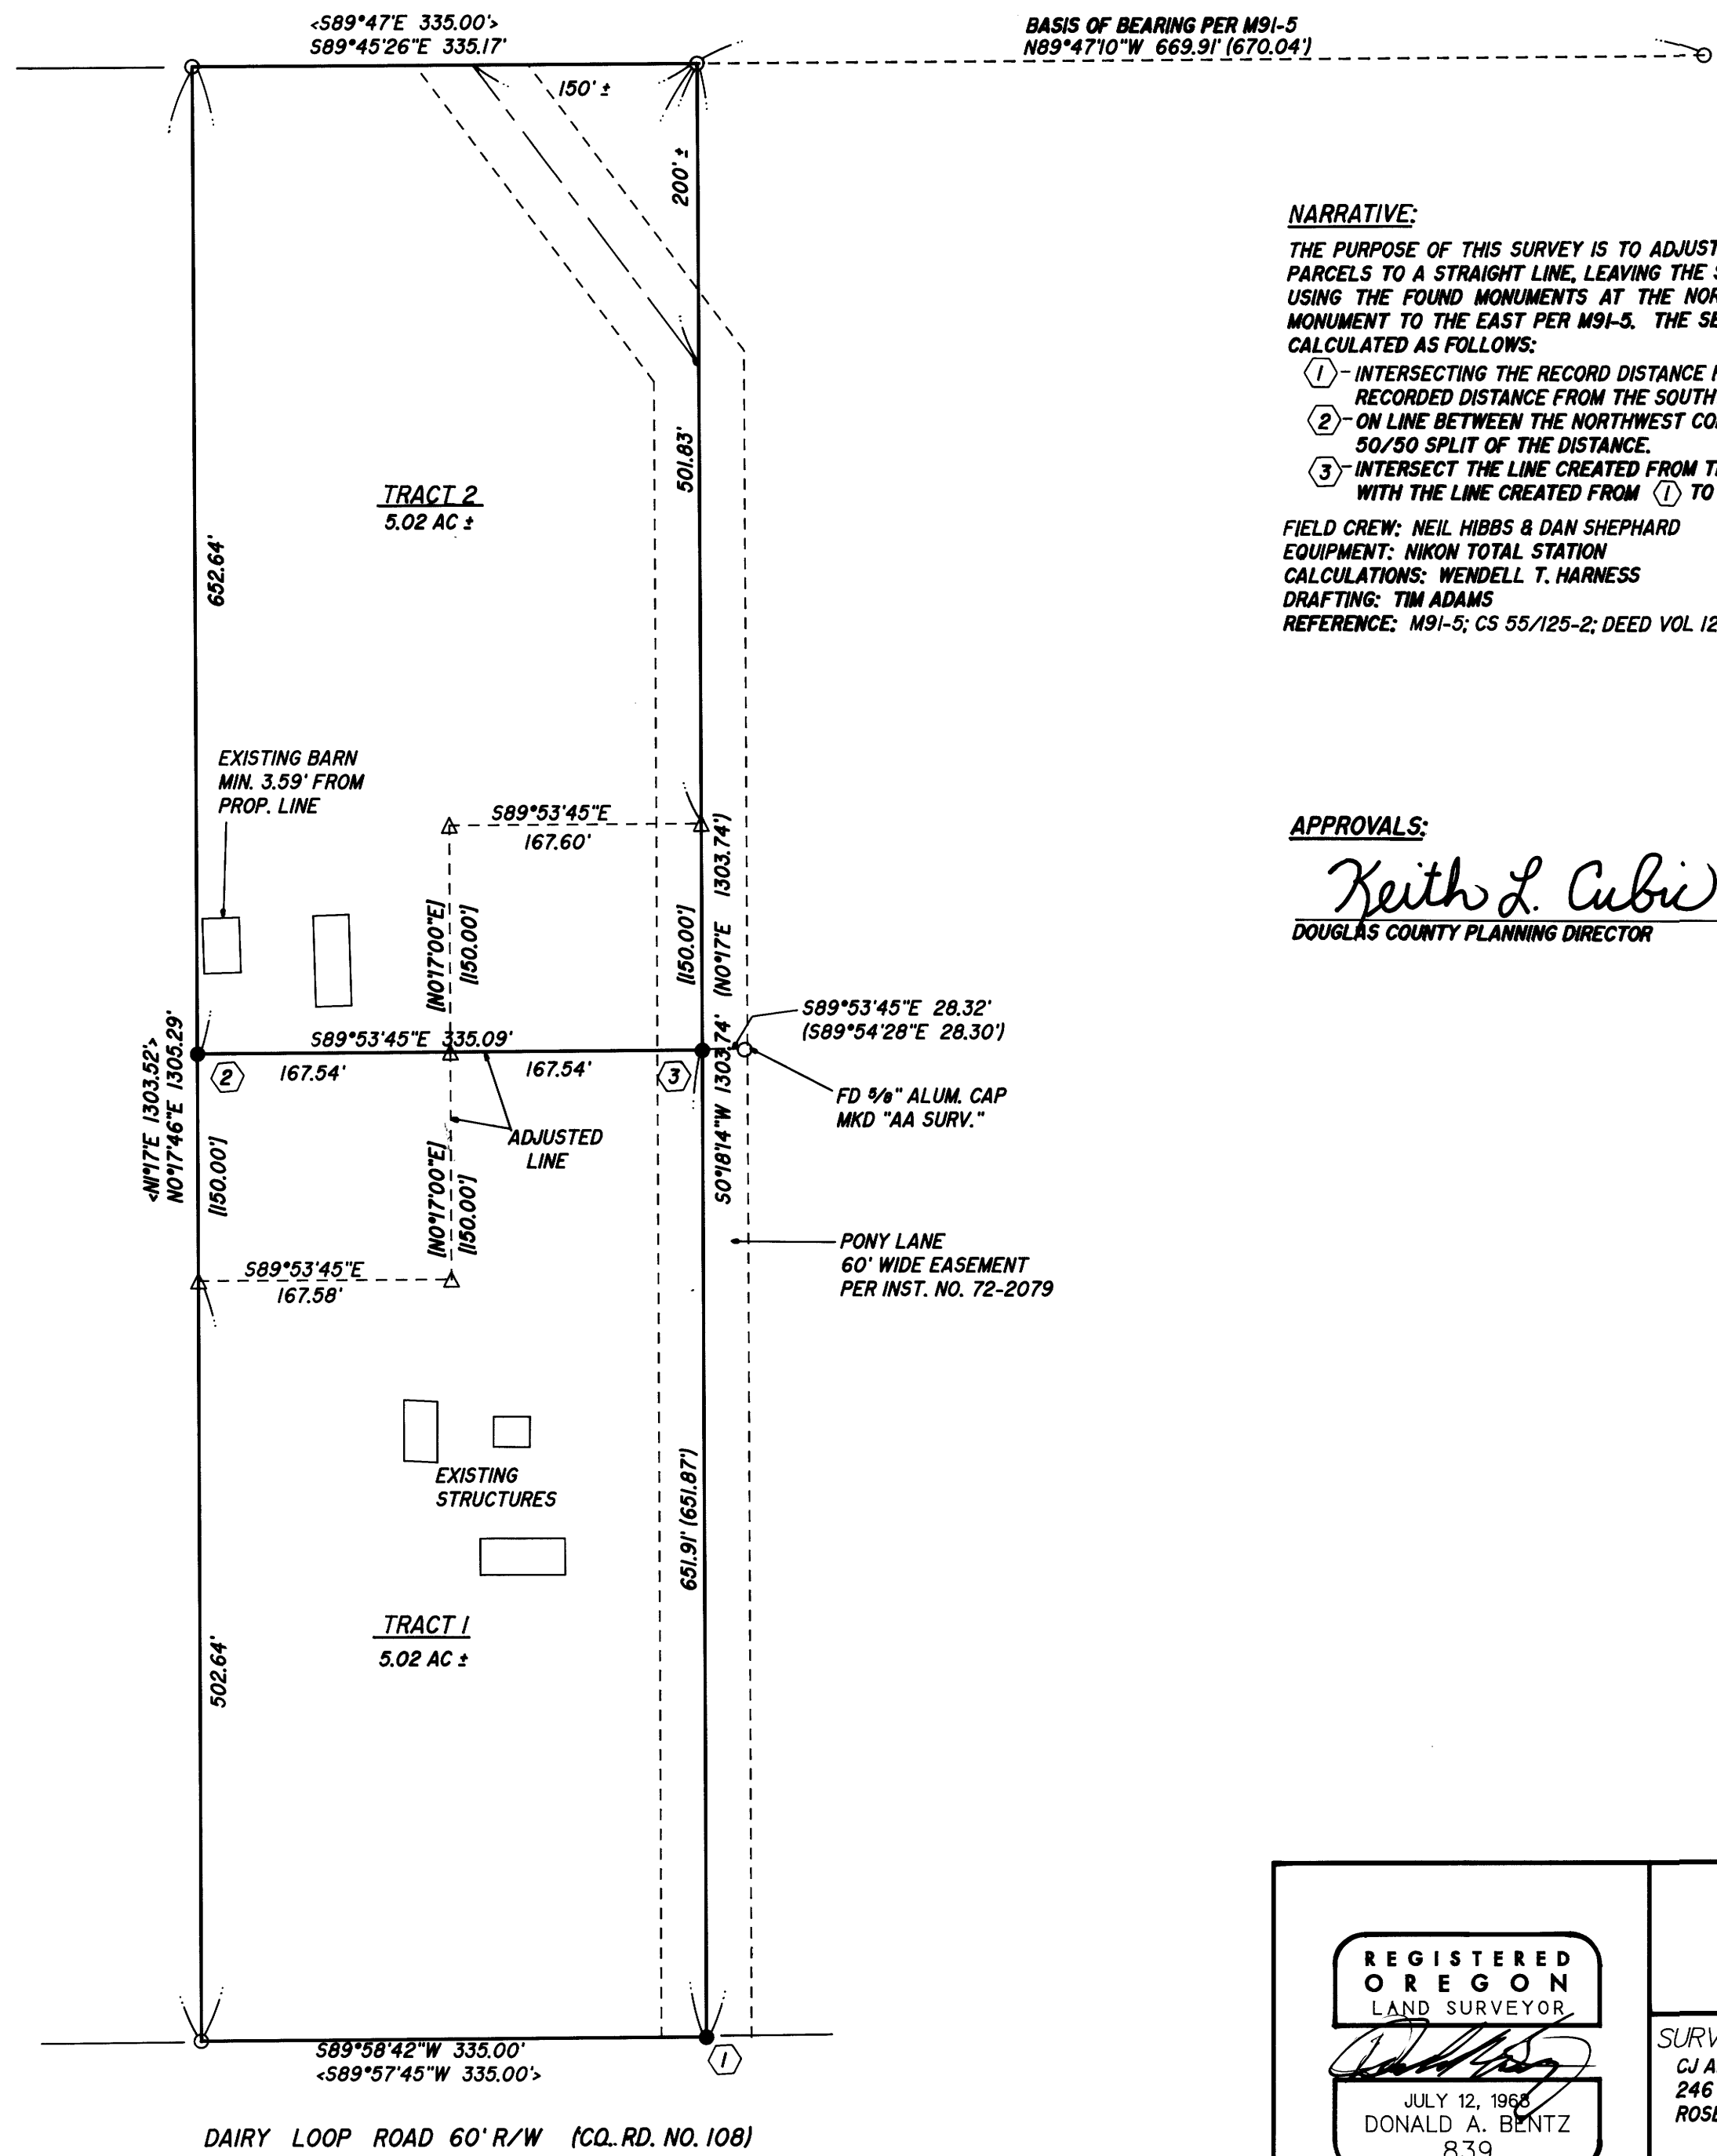 <S89°47'E 335.00'>
S89°45'26"E 335.17'
BASIS OF BEARING PER M91-5
N89°47'10"W 669.91' (670.04')
150' ±
200' ±
NARRATIVE:
THE PURPOSE OF THIS SURVEY IS TO ADJUST
PARCELS TO A STRAIGHT LINE, LEAVING THE
USING THE FOUND MONUMENTS AT THE
MONUMENT TO THE EAST PER M91-5. THE
CALCULATED AS FOLLOWS:
1 - INTERSECTING THE RECORD DISTANCE
RECORDED DISTANCE FROM THE SOUTH
2 - ON LINE BETWEEN THE NORTHWEST
50/50 SPLIT OF THE DISTANCE.
3 - INTERSECT THE LINE CREATED FROM
WITH THE LINE CREATED FROM 1 TO
FIELD CREW: NEIL HIBBS & DAN SHEPHARD
EQUIPMENT: NIKON TOTAL STATION
CALCULATIONS: WENDELL T. HARNESS
DRAFTING: TIM ADAMS
REFERENCE: M91-5; CS 55/125-2; DEED VOL 12
501.83'
TRACT 2
5.02 AC ±
652.64'
EXISTING BARN
MIN. 3.59' FROM
PROP. LINE
S89°53'45"E
167.60'
[N0°17'00"E]
[150.00']
[150.00']
(N0°17'E 1303.74')
S0°18'14"W 1303.74'
APPROVALS:
Keith L. Cubic
DOUGLAS COUNTY PLANNING DIRECTOR
S89°53'45"E 28.32'
(S89°54'28"E 28.30')
S89°53'45"E 335.09'
2
167.54'
167.54'
3
FD 5/8" ALUM. CAP
MKD "AA SURV."
<N1°17'E 1303.52'>
N0°17'46"E 1305.29'
[150.00']
[N0°17'00"E]
[150.00']
ADJUSTED
LINE
PONY LANE
60' WIDE EASEMENT
PER INST. NO. 72-2079
S89°53'45"E
167.58'
EXISTING
STRUCTURES
651.91' (651.87')
TRACT 1
5.02 AC ±
502.64'
S89°58'42"W 335.00'
<S89°57'45"W 335.00'>
1
DAIRY LOOP ROAD 60' R/W (CO. RD. NO. 108)
REGISTERED
OREGON
LAND SURVEYOR
JULY 12, 1968
DONALD A. BENTZ
839
CJ
246